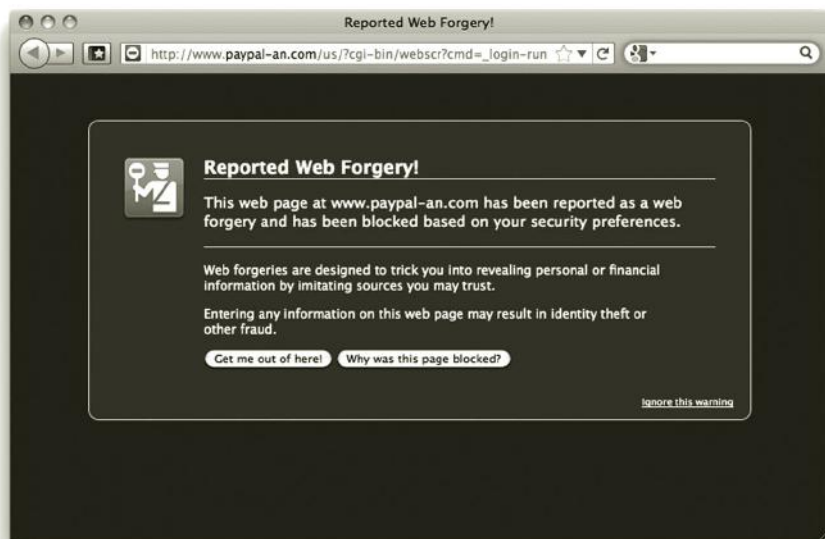 Reported Web Forgery!
http://www.paypal-an.com/us/?cgi-bin/webscr?cmd=_login-run
Reported Web Forgery!
This web page at www.paypal-an.com has been reported as a web
forgery and has been blocked based on your security preferences.
Web forgeries are designed to trick you into revealing personal or financial
information by imitating sources you may trust.
Entering any information on this web page may result in identity theft or
other fraud.
Get me out of here! Why was this page blocked?
Ignore this warning